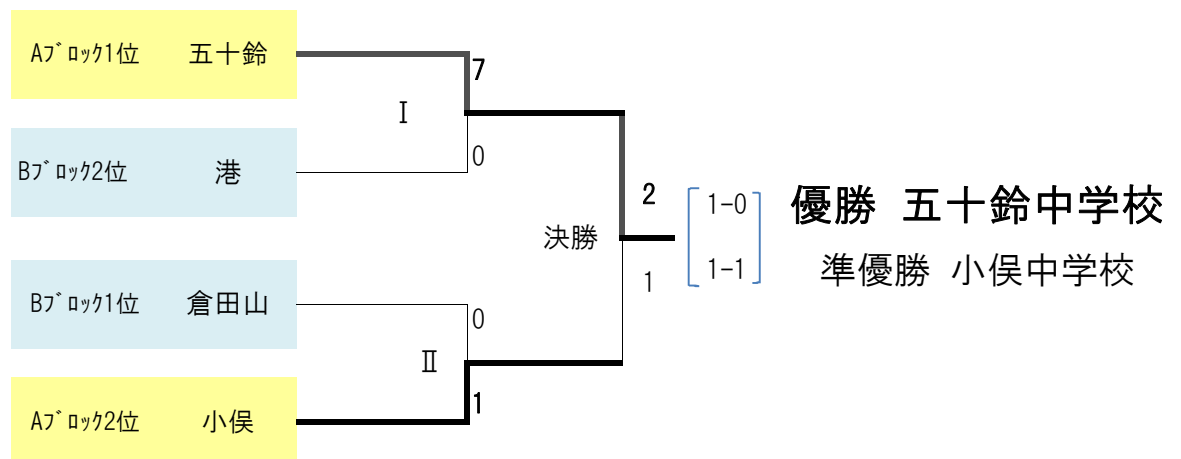 Aﾌﾞﾛｯｸ1位 五十鈴
7
Ⅰ
0
Bﾌﾞﾛｯｸ2位 港
2
1-0
優勝 五十鈴中学校
決勝
1
1-1
準優勝 小俣中学校
Bﾌﾞﾛｯｸ1位 倉田山
0
Ⅱ
1
Aﾌﾞﾛｯｸ2位 小俣